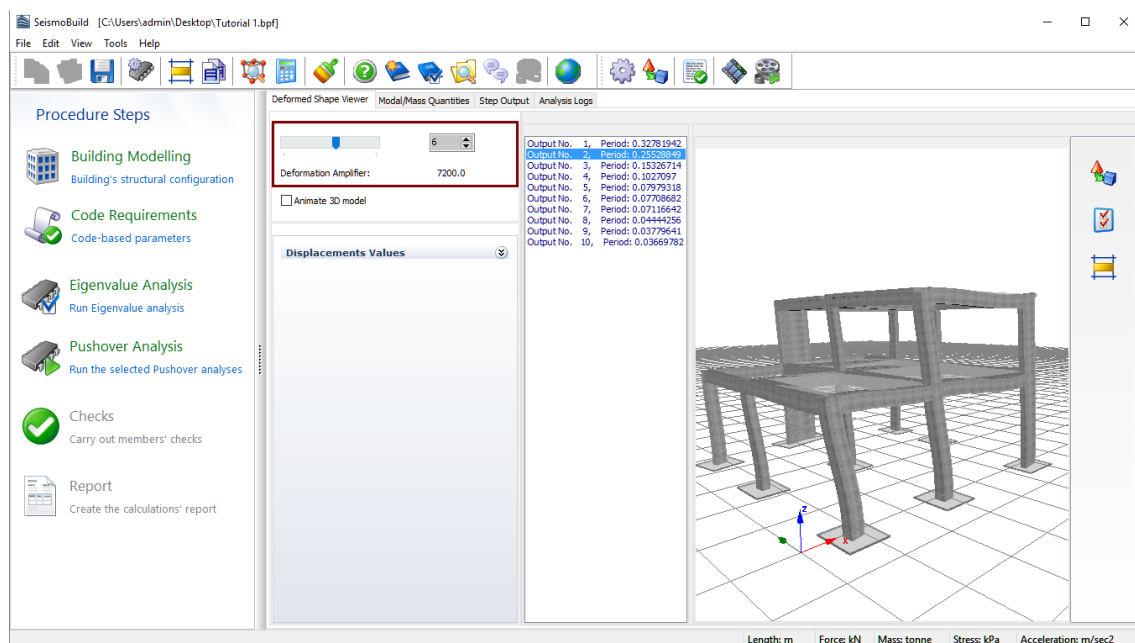 SeismoBuild [C:\Users\admin\Desktop\Tutorial 1.bpf]
File Edit View Tools Help
Procedure Steps
Building Modelling
Building's structural configuration
Code Requirements
Code-based parameters
Eigenvalue Analysis
Run Eigenvalue analysis
Pushover Analysis
Run the selected Pushover analyses
Checks
Carry out members' checks
Report
Create the calculations' report
Deformed Shape Viewer Modal/Mass Quantities Step Output Analysis Logs
6
Deformation Amplifier: 7200.0
Animate 3D model
Displacements Values
Output No. 1, Period: 0.32781942
Output No. 2, Period: 0.25528849
Output No. 3, Period: 0.15326714
Output No. 4, Period: 0.1027097
Output No. 5, Period: 0.07979318
Output No. 6, Period: 0.07708682
Output No. 7, Period: 0.07116642
Output No. 8, Period: 0.04444256
Output No. 9, Period: 0.03779641
Output No. 10, Period: 0.03669782
z
x
Length: m Force: kN Mass: tonne Stress: kPa Acceleration: m/sec2